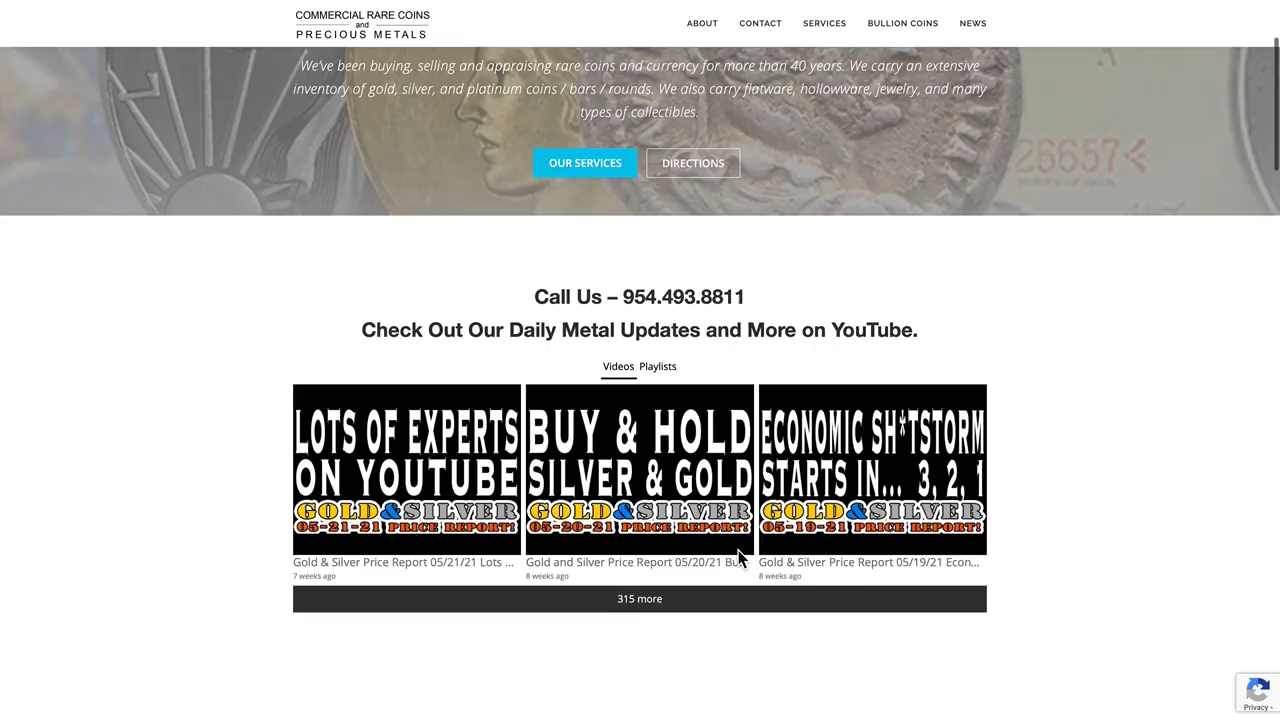 COMMERCIAL RARE COINS
and
PRECIOUS METALS
ABOUT CONTACT SERVICES BULLION COINS NEWS
We've been buying, selling and appraising rare coins and currency for more than 40 years. We carry an extensive
inventory of gold, silver, and platinum coins / bars / rounds. We also carry flatware, hollowware, jewelry, and many
types of collectibles.
26657
OUR SERVICES DIRECTIONS
Call Us – 954.493.8811
Check Out Our Daily Metal Updates and More on YouTube.
Videos Playlists
LOTS OF EXPERTS
ON YOUTUBE
GOLD&SILVER
05-21-21 PRICE REPORT!
BUY & HOLD
SILVER & GOLD
GOLD&SILVER
05-20-21 PRICE REPORT!
ECONOMIC SH*TSTORM
STARTS IN... 3, 2, 1
GOLD&SILVER
05-19-21 PRICE REPORT!
Gold & Silver Price Report 05/21/21 Lots ...
7 weeks ago
Gold and Silver Price Report 05/20/21
8 weeks ago
Gold & Silver Price Report 05/19/21 Econ...
8 weeks ago
315 more
Privacy -